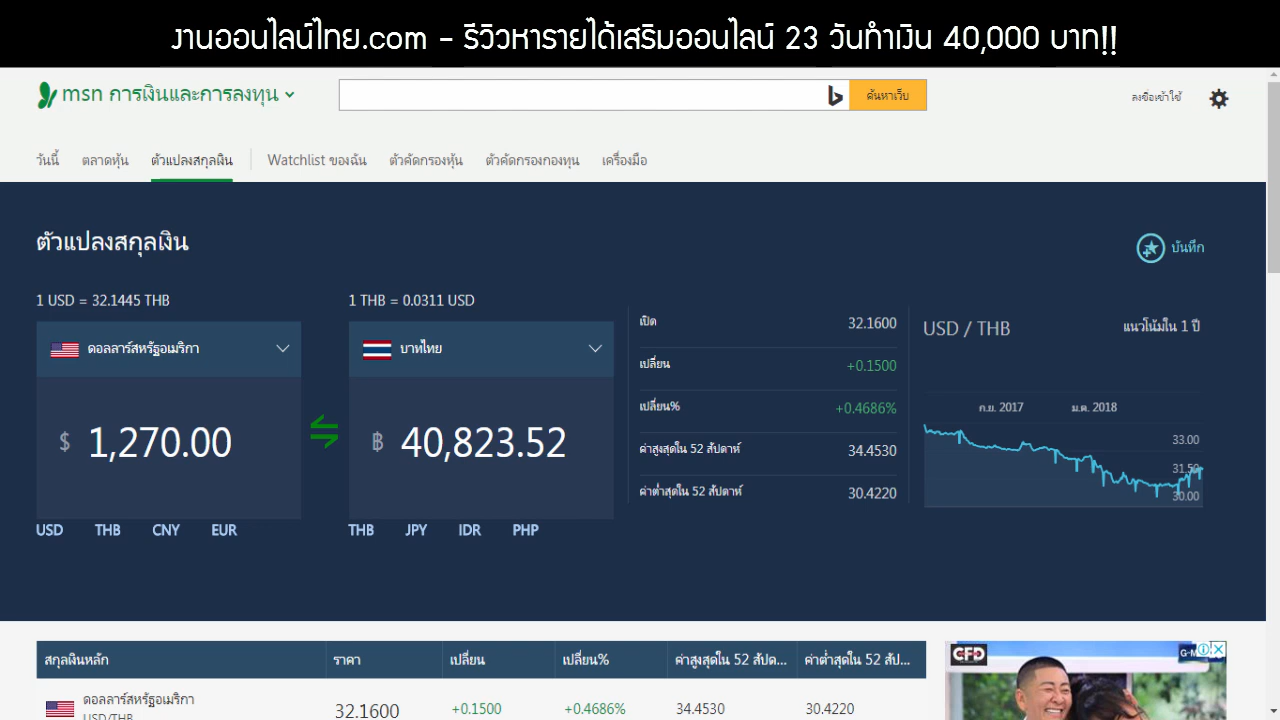 งานออนไลน์ไทย.com - รีวิวหารายได้เสริมออนไลน์ 23 วันทำเงิน 40,000 บาท!!
msn การเงินและการลงทุน
ค้นหาเว็บ
ลงชื่อเข้าใช้
วันนี้ ตลาดหุ้น ตัวแปลงสกุลเงิน Watchlist ของฉัน ตัวคัดกรองหุ้น ตัวคัดกรองกองทุน เครื่องมือ
ตัวแปลงสกุลเงิน
บันทึก
1 USD = 32.1445 THB
1 THB = 0.0311 USD
ดอลลาร์สหรัฐอเมริกา
บาทไทย
$ 1,270.00
฿ 40,823.52
USD THB CNY EUR
THB JPY IDR PHP
เปิด 32.1600
เปลี่ยน +0.1500
เปลี่ยน% +0.4686%
ค่าสูงสุดใน 52 สัปดาห์ 34.4530
ค่าต่ำสุดใน 52 สัปดาห์ 30.4220
USD / THB แนวโน้มใน 1 ปี
ก.ย. 2017 ม.ค. 2018
33.00
31.50
30.00
สกุลเงินหลัก ราคา เปลี่ยน เปลี่ยน% ค่าสูงสุดใน 52 สัปด... ค่าต่ำสุดใน 52 สัป...
ดอลลาร์สหรัฐอเมริกา
USD/THB 32.1600 +0.1500 +0.4686% 34.4530 30.4220
CFD
G-M